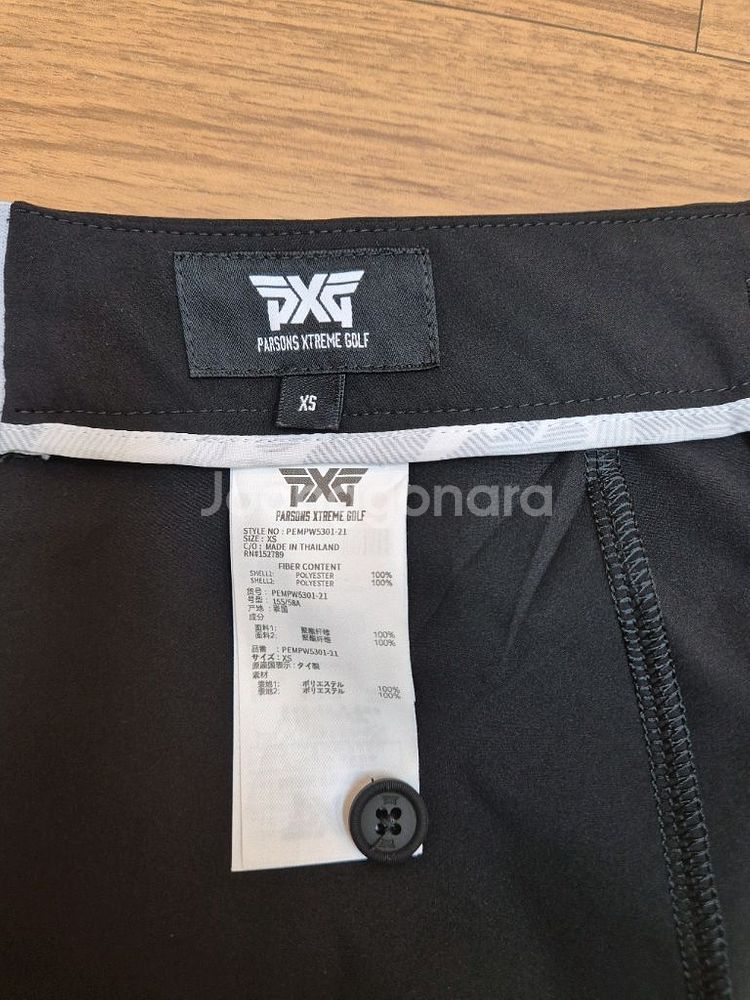 PXG
PARSONS XTREME GOLF
XS
PXG
Joonggonara
PARSONS XTREME GOLF
STYLE NO : PEMPW5301-21
SIZE: XS
C/O: MADE IN THAILAND
RN#152789
FIBER CONTENT
SHELL1: POLYESTER 100%
SHELL2: POLYESTER 100%
货号: PEMPW5301-21
号型: 155/58A
产地: 泰国
成分
面料1: 聚酯纤维 100%
面料2: 聚酯纤维 100%
品番: PEMPW5301-21
サイズ: XS
原産国表示: タイ製
素材
表地1: ポリエステル 100%
表地2: ポリエステル 100%